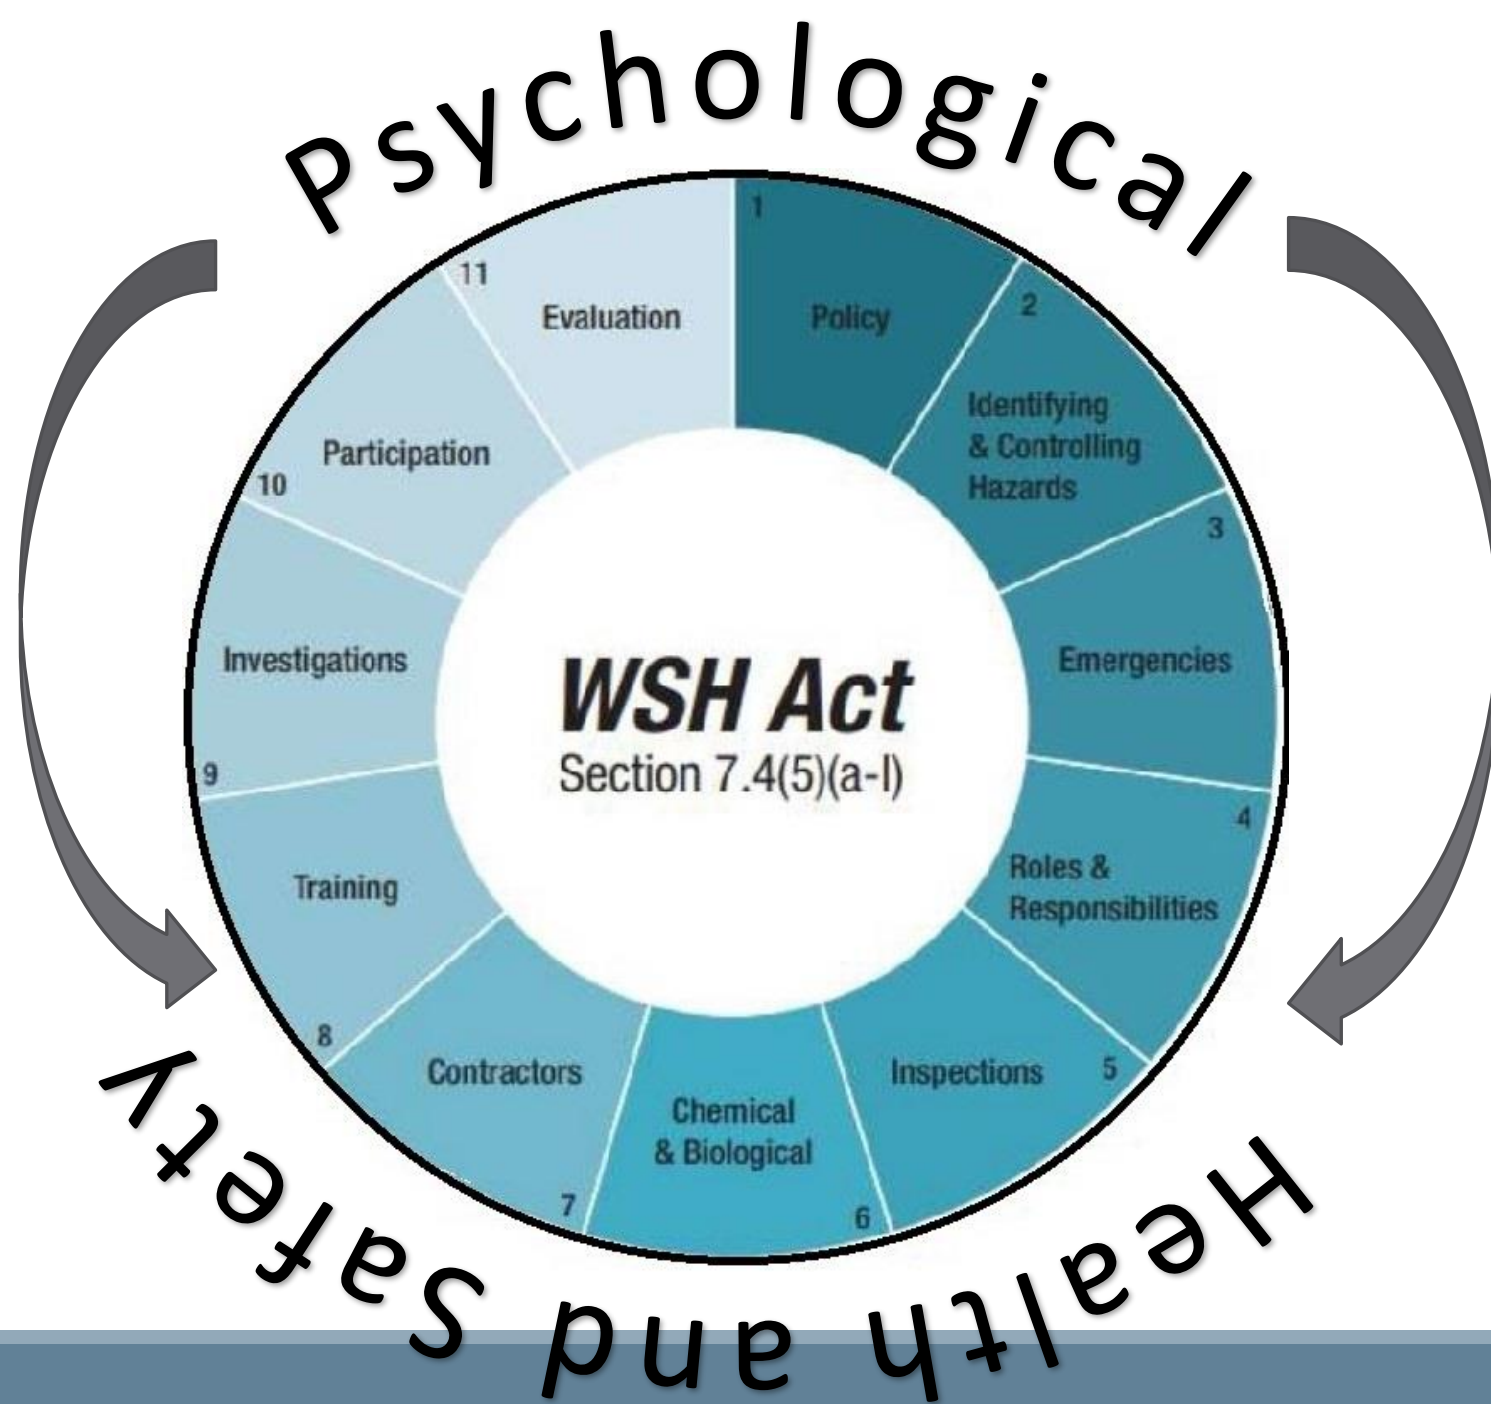 Psychological
1
Policy
2
Identifying
& Controlling
Hazards
3
Emergencies
4
Roles &
Responsibilities
5
Inspections
6
Chemical
& Biological
7
Contractors
8
Training
9
Investigations
10
Participation
11
Evaluation
WSH Act
Section 7.4(5)(a-l)
Health and Safety